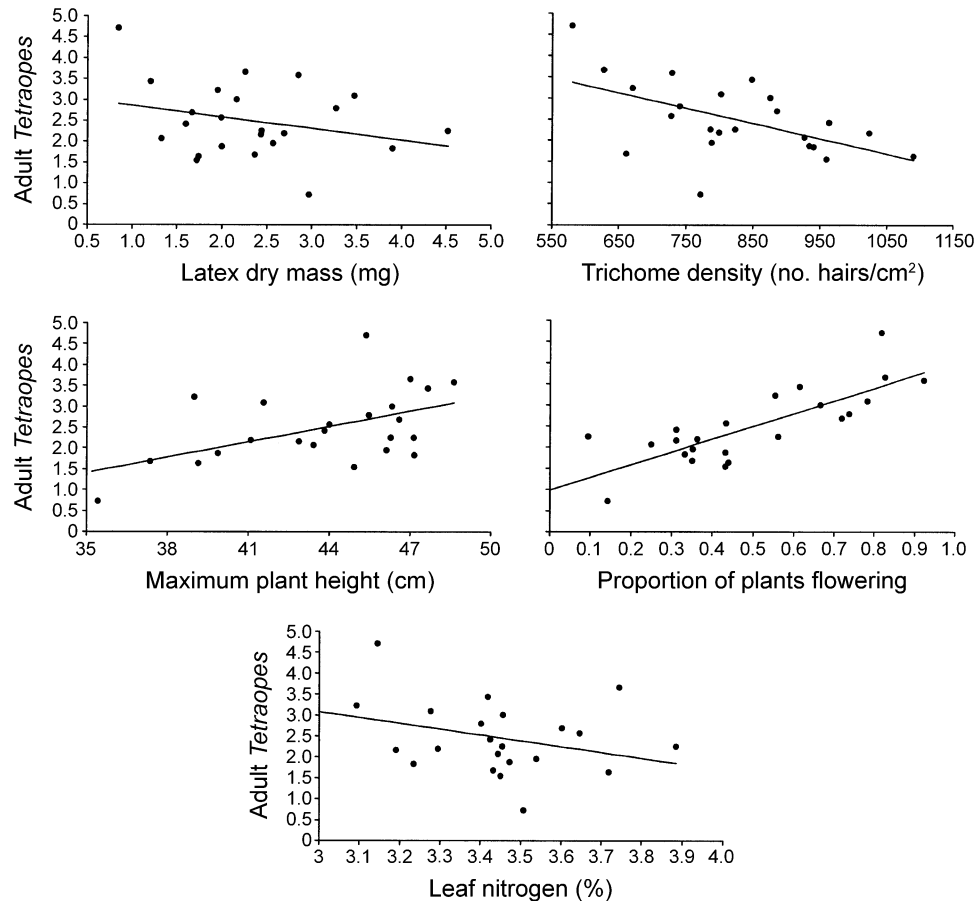 5.0
4.5
4.0
3.5
3.0
2.5
2.0
1.5
1.0
0.5
0
Adult Tetraopes
0.5 1.0 1.5 2.0 2.5 3.0 3.5 4.0 4.5 5.0
Latex dry mass (mg)
550 650 750 850 950 1050 1150
Trichome density (no. hairs/cm²)
5.0
4.5
4.0
3.5
3.0
2.5
2.0
1.5
1.0
0.5
0
Adult Tetraopes
35 38 41 44 47 50
Maximum plant height (cm)
0 0.1 0.2 0.3 0.4 0.5 0.6 0.7 0.8 0.9 1.0
Proportion of plants flowering
5.0
4.5
4.0
3.5
3.0
2.5
2.0
1.5
1.0
0.5
0
Adult Tetraopes
3 3.1 3.2 3.3 3.4 3.5 3.6 3.7 3.8 3.9 4.0
Leaf nitrogen (%)